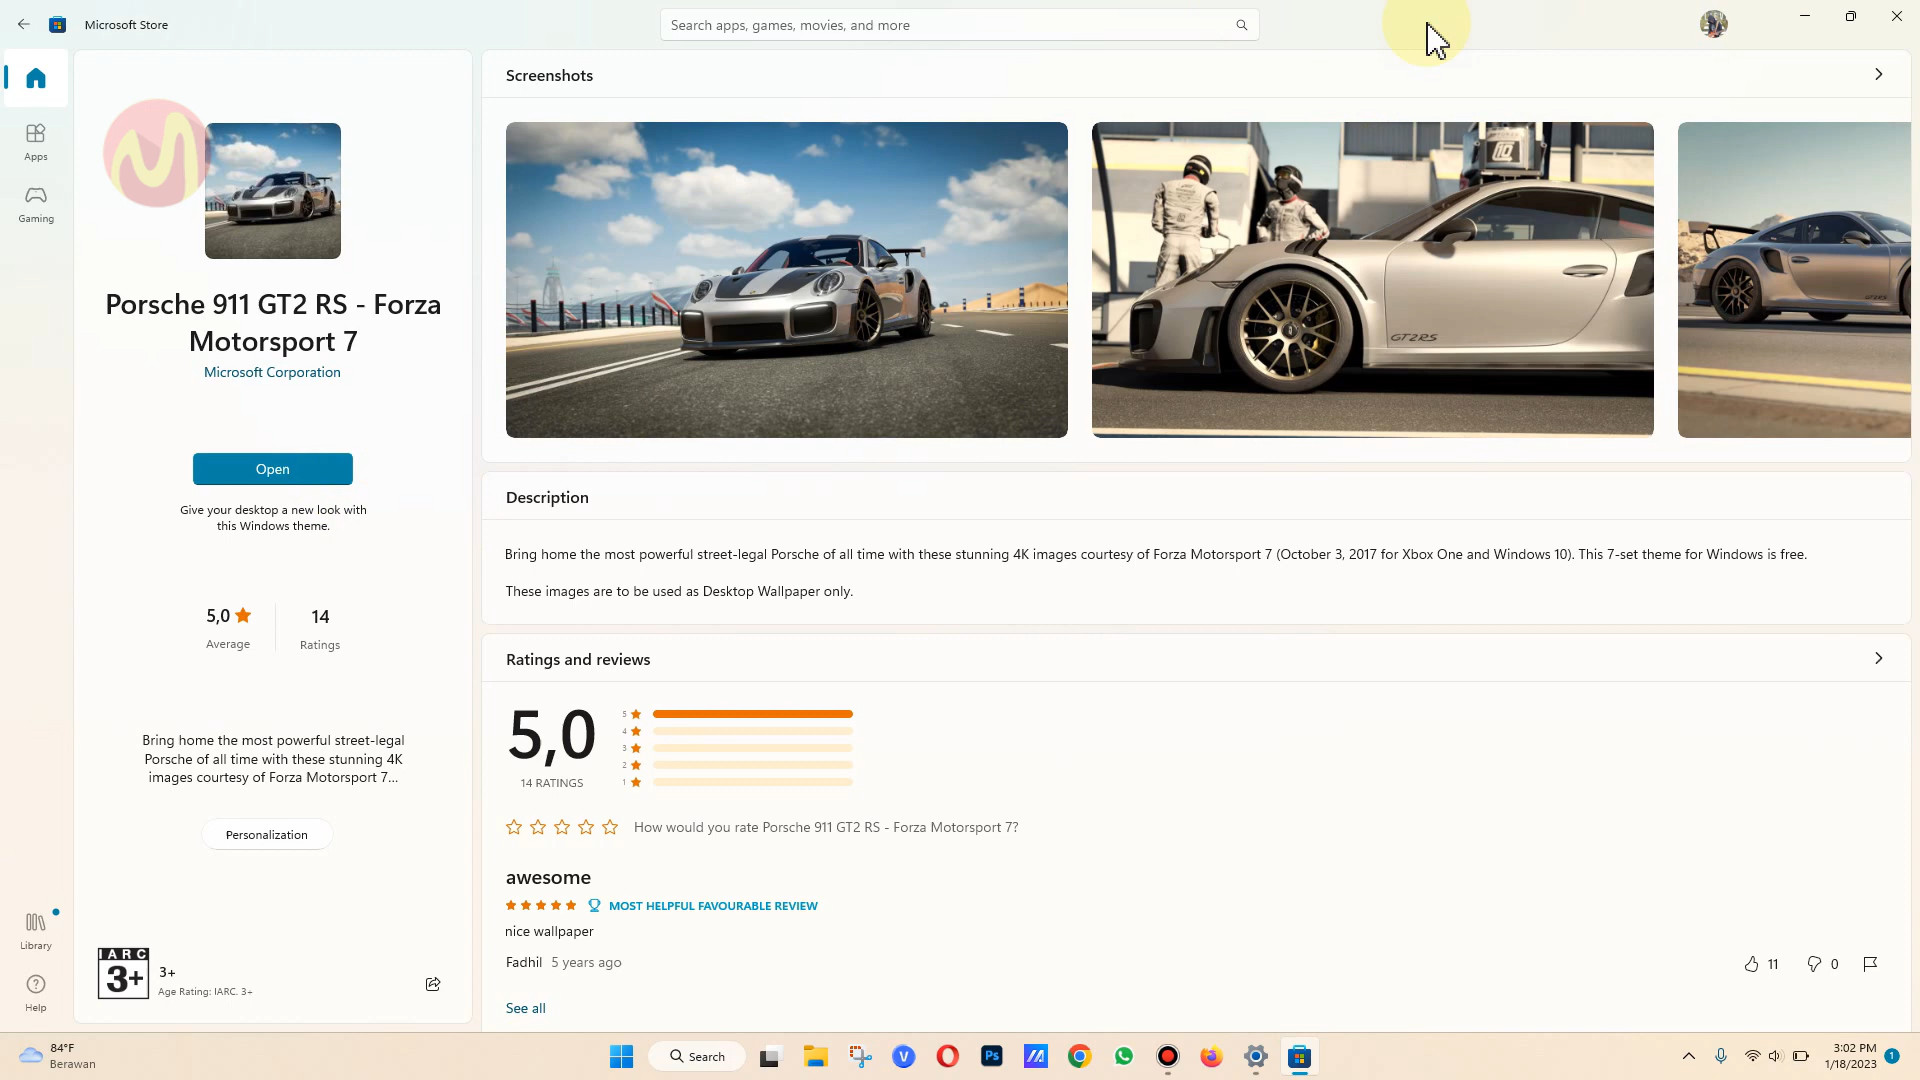 Microsoft Store
Search apps, games, movies, and more
Apps
Gaming
Library
Help
Porsche 911 GT2 RS - Forza
Motorsport 7
Microsoft Corporation
Open
Give your desktop a new look with
this Windows theme.
5,0
Average
14
Ratings
Bring home the most powerful street-legal
Porsche of all time with these stunning 4K
images courtesy of Forza Motorsport 7...
Personalization
IARC
3+
3+
Age Rating: IARC. 3+
Screenshots
GT2RS
Description
Bring home the most powerful street-legal Porsche of all time with these stunning 4K images courtesy of Forza Motorsport 7 (October 3, 2017 for Xbox One and Windows 10). This 7-set theme for Windows is free.
These images are to be used as Desktop Wallpaper only.
Ratings and reviews
5,0
14 RATINGS
5
4
3
2
1
How would you rate Porsche 911 GT2 RS - Forza Motorsport 7?
awesome
MOST HELPFUL FAVOURABLE REVIEW
nice wallpaper
Fadhil 5 years ago
11
0
See all
84°F
Berawan
Search
V
Ps
3:02 PM
1/18/2023
1